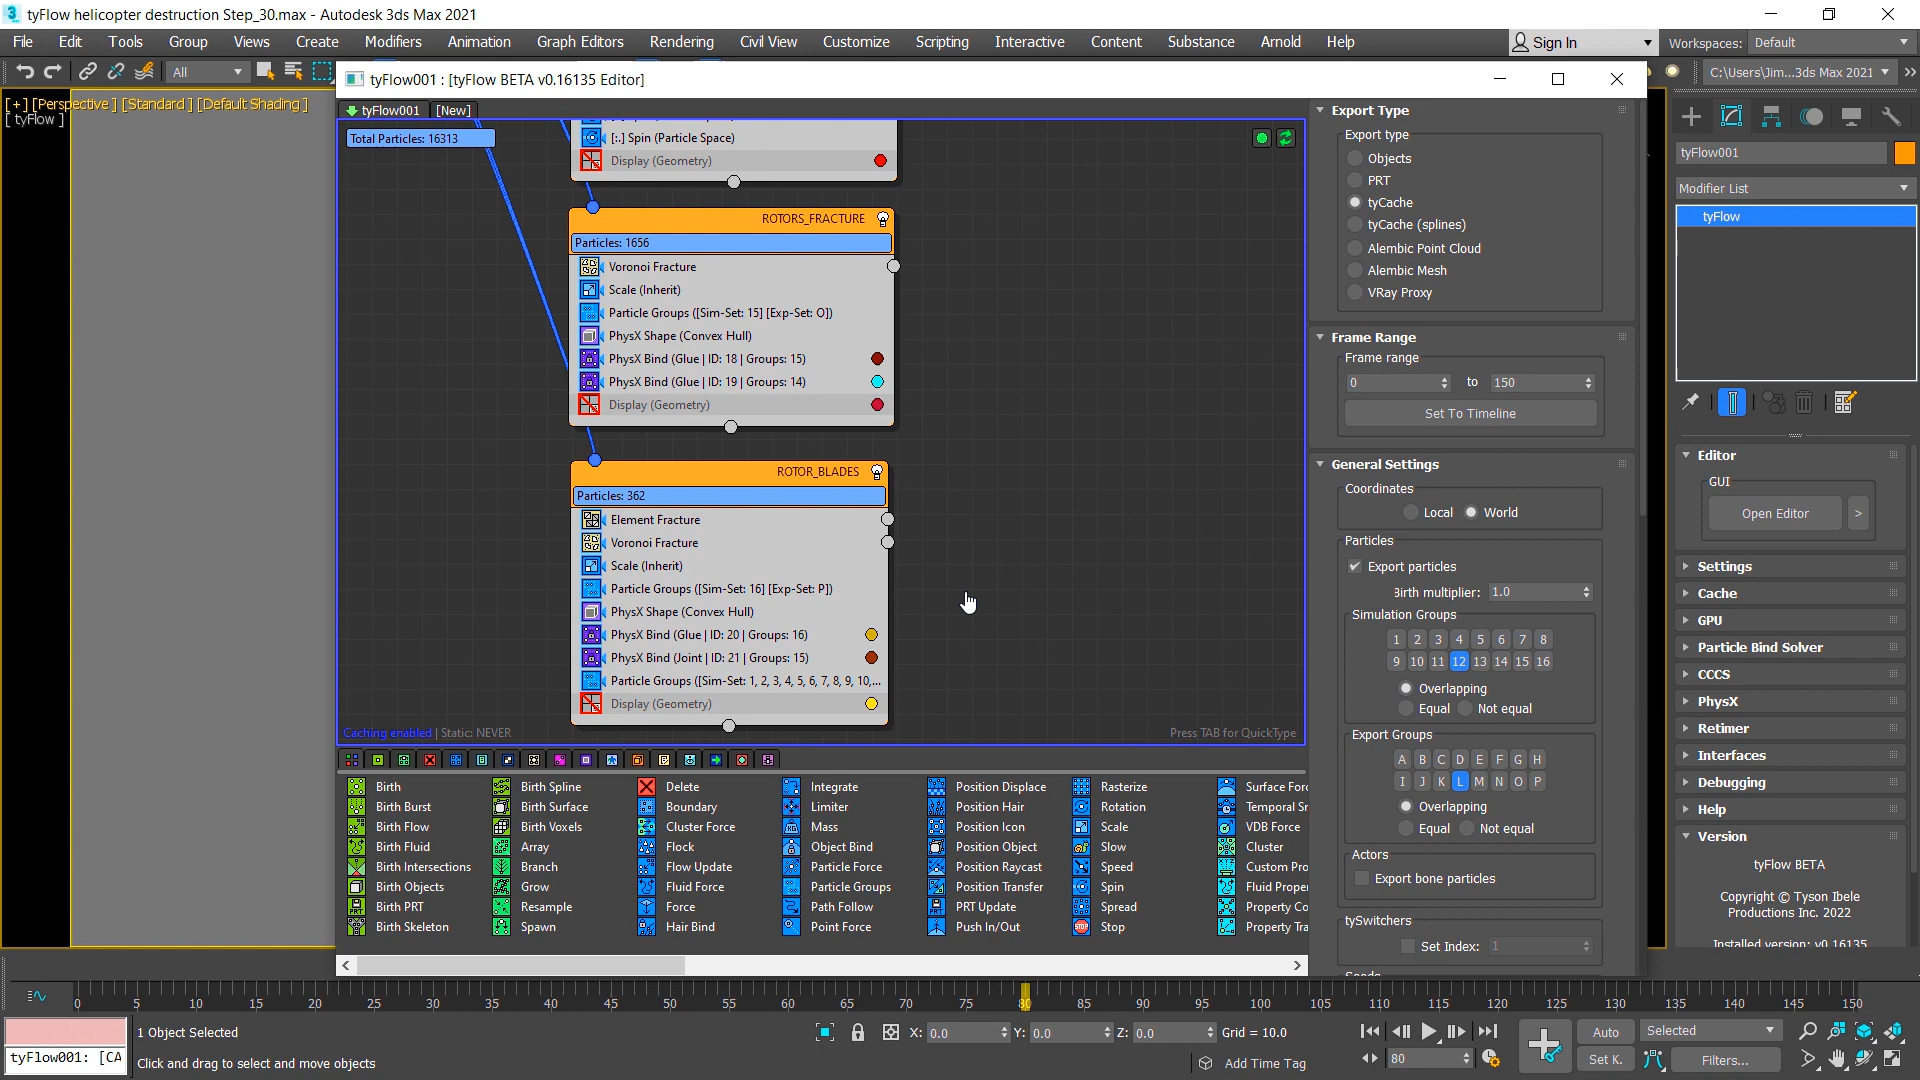 tyFlow helicopter destruction Step_30.max - Autodesk 3ds Max 2021
File Edit Tools Group Views Create Modifiers Animation Graph Editors Rendering Civil View Customize Scripting Interactive Content Substance Arnold Help
Sign In
Workspaces: Default
All
C:\Users\Jim...3ds Max 2021
[+] [Perspective] [Standard] [Default Shading]
[ tyFlow ]
tyFlow001 : [tyFlow BETA v0.16135 Editor]
tyFlow001 [New]
Total Particles: 16313
[:.] Spin (Particle Space)
Display (Geometry)
ROTORS_FRACTURE
Particles: 1656
Voronoi Fracture
Scale (Inherit)
Particle Groups ([Sim-Set: 15] [Exp-Set: O])
PhysX Shape (Convex Hull)
PhysX Bind (Glue | ID: 18 | Groups: 15)
PhysX Bind (Glue | ID: 19 | Groups: 14)
Display (Geometry)
ROTOR_BLADES
Particles: 362
Element Fracture
Voronoi Fracture
Scale (Inherit)
Particle Groups ([Sim-Set: 16] [Exp-Set: P])
PhysX Shape (Convex Hull)
PhysX Bind (Glue | ID: 20 | Groups: 16)
PhysX Bind (Joint | ID: 21 | Groups: 15)
Particle Groups ([Sim-Set: 1, 2, 3, 4, 5, 6, 7, 8, 9, 10,...
Display (Geometry)
Caching enabled | Static: NEVER
Press TAB for QuickType
Birth Birth Spline Delete Integrate Position Displace Rasterize Surface Forc
Birth Burst Birth Surface Boundary Limiter Position Hair Rotation Temporal Sr
Birth Flow Birth Voxels Cluster Force Mass Position Icon Scale VDB Force
Birth Fluid Array Flock Object Bind Position Object Slow Cluster
Birth Intersections Branch Flow Update Particle Force Position Raycast Speed Custom Pro
Birth Objects Grow Fluid Force Particle Groups Position Transfer Spin Fluid Proper
Birth PRT Resample Force Path Follow PRT Update Spread Property Co
Birth Skeleton Spawn Hair Bind Point Force Push In/Out Stop Property Tra
Export Type
Export type
Objects
PRT
tyCache
tyCache (splines)
Alembic Point Cloud
Alembic Mesh
VRay Proxy
Frame Range
Frame range
0 to 150
Set To Timeline
General Settings
Coordinates
Local World
Particles
Export particles
Birth multiplier: 1.0
Simulation Groups
1 2 3 4 5 6 7 8
9 10 11 12 13 14 15 16
Overlapping
Equal Not equal
Export Groups
A B C D E F G H
I J K L M N O P
Overlapping
Equal Not equal
Actors
Export bone particles
tySwitchers
Set Index: 1
tyFlow001
Modifier List
tyFlow
Editor
GUI
Open Editor >
Settings
Cache
GPU
Particle Bind Solver
CCCS
PhysX
Retimer
Interfaces
Debugging
Help
Version
tyFlow BETA
Copyright © Tyson Ibele
Productions Inc. 2022
Installed version: v0.16135
0 5 10 15 20 25 30 35 40 45 50 55 60 65 70 75 80 85 90 95 100 105 110 115 120 125 130 135 140 145 150
1 Object Selected
X: 0.0 Y: 0.0 Z: 0.0 Grid = 10.0
Auto Selected
tyFlow001: [CA
Click and drag to select and move objects
Add Time Tag
80
Set K. Filters...